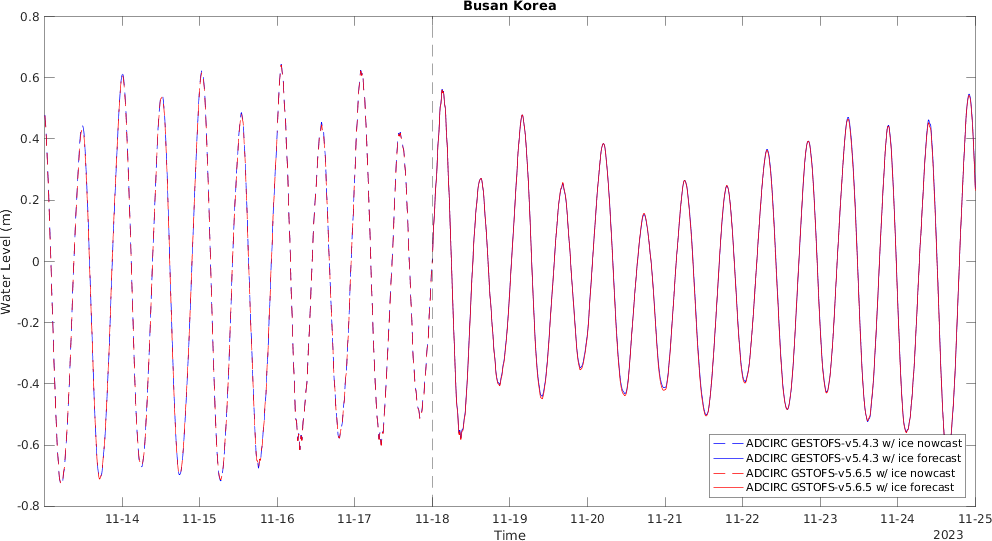 Busan Korea
0.8
0.6
0.4
0.2
0
-0.2
-0.4
-0.6
-0.8
Water Level (m)
ADCIRC GESTOFS-v5.4.3 w/ ice nowcast
ADCIRC GESTOFS-v5.4.3 w/ ice forecast
ADCIRC GSTOFS-v5.6.5 w/ ice nowcast
ADCIRC GSTOFS-v5.6.5 w/ ice forecast
11-14 11-15 11-16 11-17 11-18 11-19 11-20 11-21 11-22 11-23 11-24 11-25
Time
2023